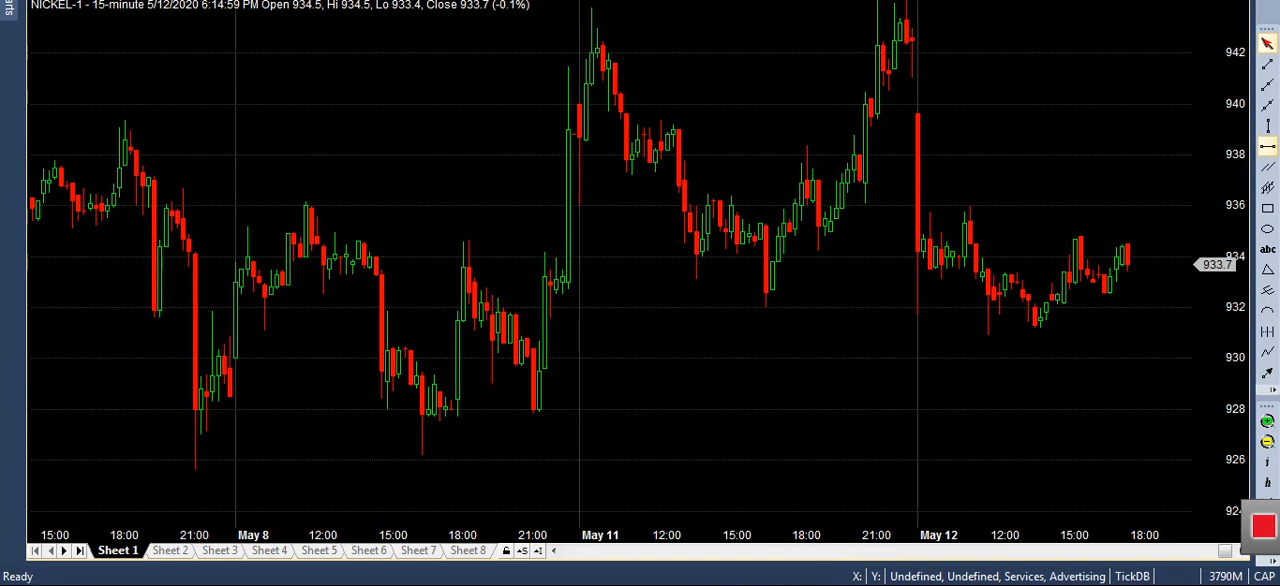 NICKEL-1 - 15-minute 5/12/2020 6:14:59 PM Open 934.5, Hi 934.5, Lo 933.4, Close 933.7 (-0.1%)
942
940
938
936
934
933.7
932
930
928
926
abc
i
h
15:00 18:00 21:00 May 8 12:00 15:00 18:00 21:00 May 11 12:00 15:00 18:00 21:00 May 12 12:00 15:00 18:00
Sheet 1 Sheet 2 Sheet 3 Sheet 4 Sheet 5 Sheet 6 Sheet 7 Sheet 8
Ready X: Y: Undefined, Undefined, Services, Advertising TickDB 3790M CAP